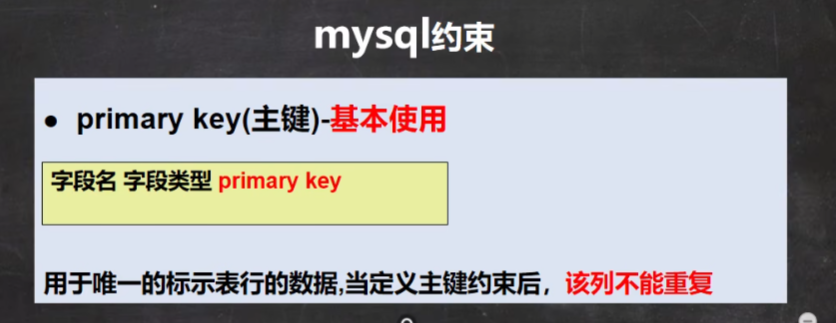 mysql约束
● primary key(主键)-基本使用
字段名 字段类型 primary key
用于唯一的标示表行的数据,当定义主键约束后，该列不能重复